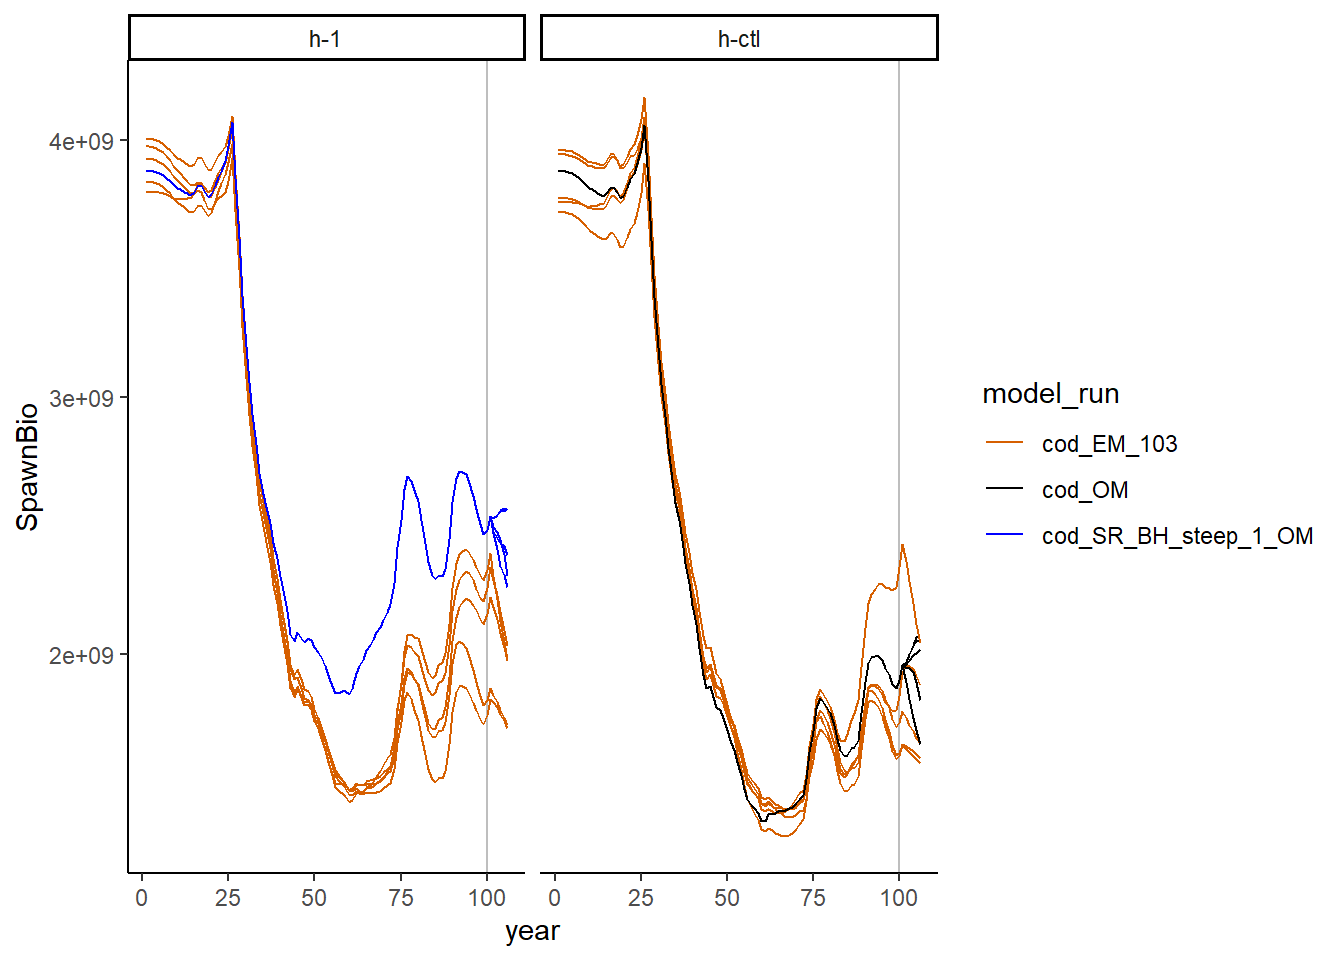 h-1
h-ctl
4e+09
3e+09
2e+09
SpawnBio
0 25 50 75 100
0 25 50 75 100
year
model_run
cod_EM_103
cod_OM
cod_SR_BH_steep_1_OM